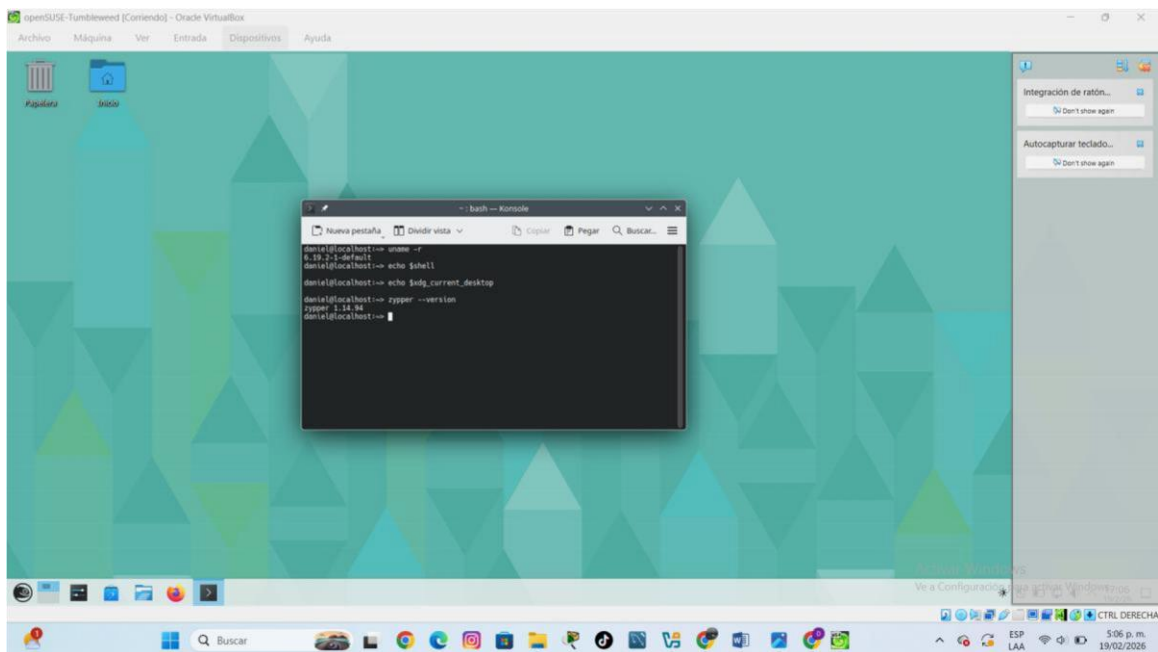 openSUSE-Tumbleweed [Corriendo] - Oracle VirtualBox
Archivo Máquina Ver Entrada Dispositivos Ayuda
Papelera
Inicio
Integración de ratón...
Don't show again
Autocapturar teclado...
Don't show again
~ : bash — Konsole
Nueva pestaña Dividir vista Copiar Pegar Buscar...
daniel@localhost:~> uname -r
6.19.2-1-default
daniel@localhost:~> echo $shell
daniel@localhost:~> echo $xdg_current_desktop
daniel@localhost:~> zypper --version
zypper 1.14.94
daniel@localhost:~>
Activar Windows
Ve a Configuración para activar Windows.
CTRL DERECHA
Buscar
ESP
LAA
5:06 p. m.
19/02/2026